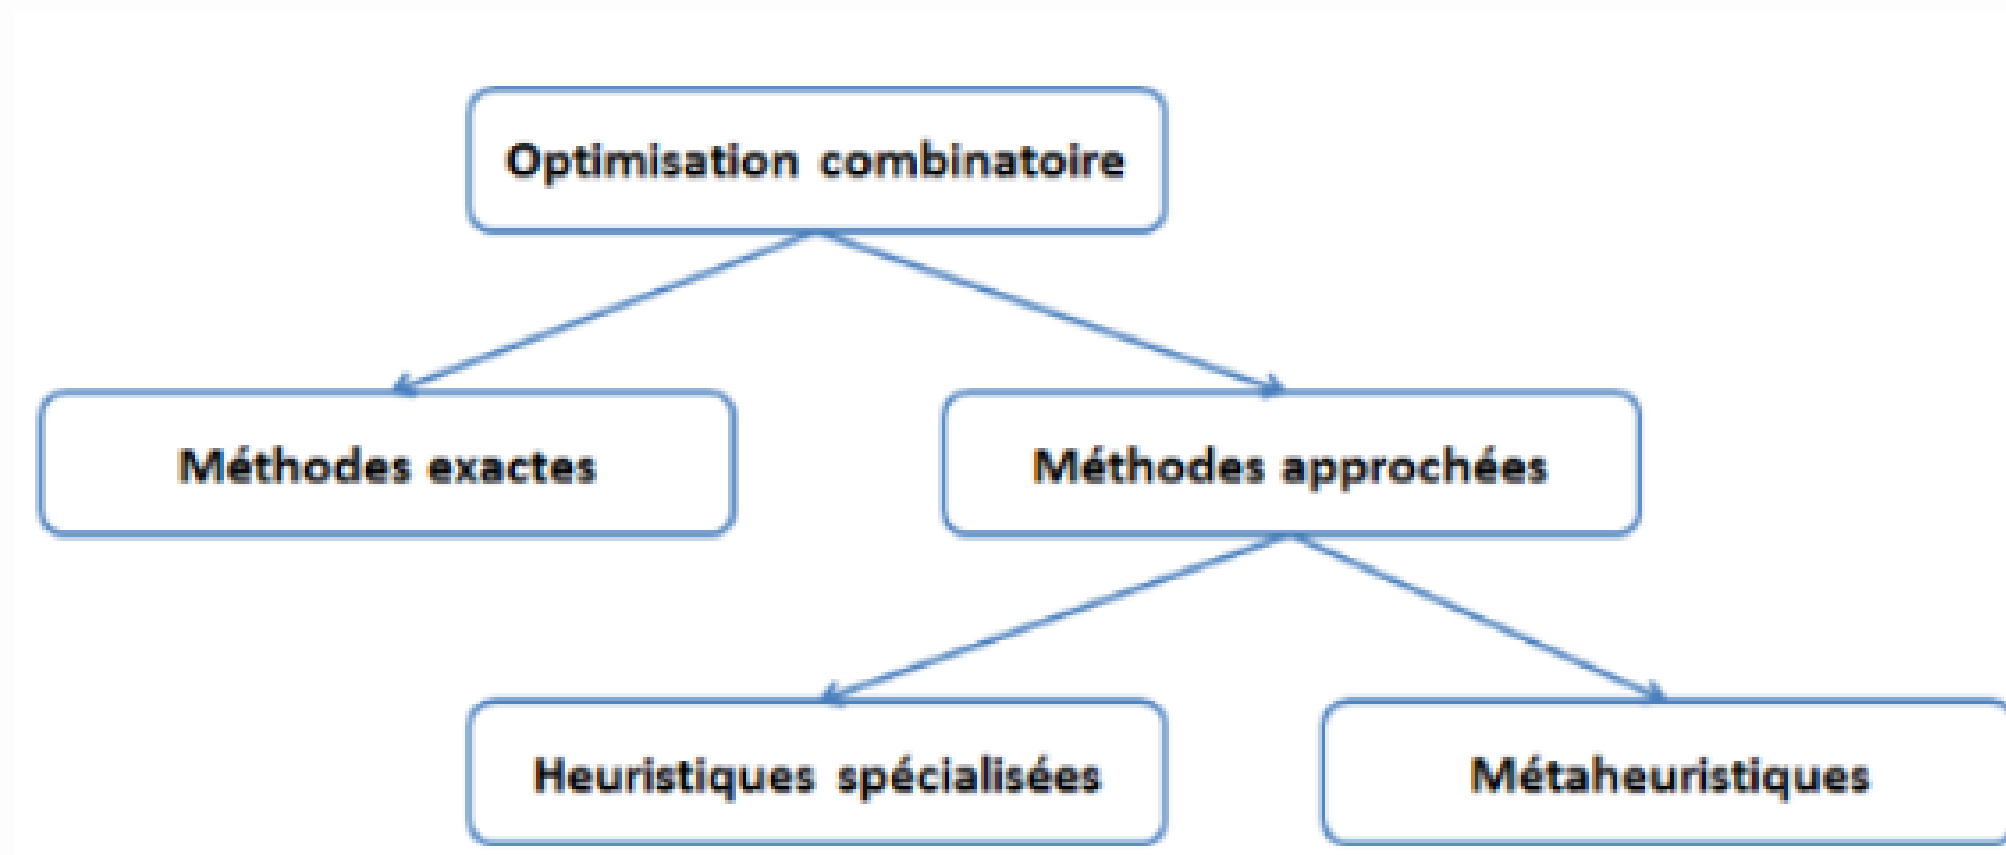 Optimisation combinatoire
Méthodes exactes
Méthodes approchées
Heuristiques spécialisées
Métaheuristiques